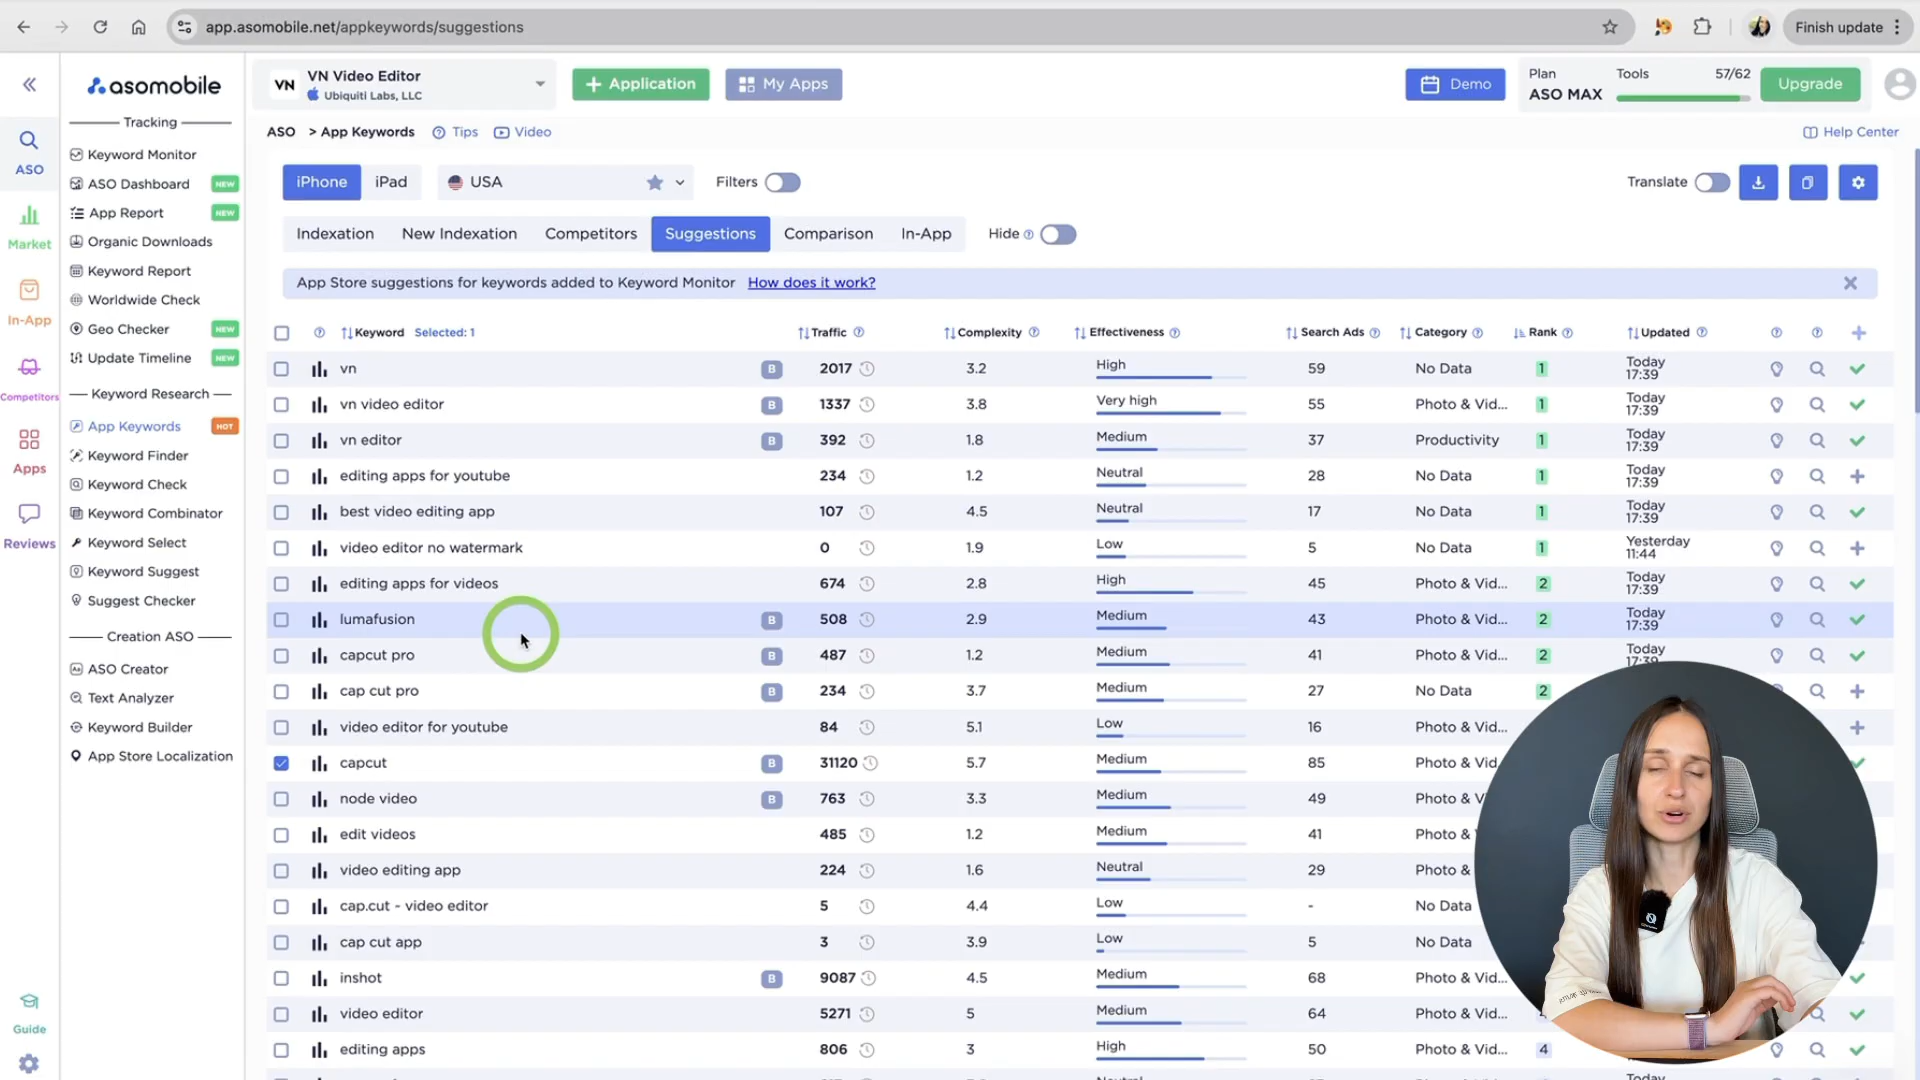 app.asomobile.net/appkeywords/suggestions
Finish update
asomobile
VN
VN Video Editor
Ubiquiti Labs, LLC
+ Application
My Apps
Demo
Plan
ASO MAX
Tools
57/62
Upgrade
ASO
Market
In-App
Competitors
Apps
Reviews
Guide
Tracking
Keyword Monitor
ASO Dashboard NEW
App Report NEW
Organic Downloads
Keyword Report
Worldwide Check
Geo Checker NEW
Update Timeline NEW
Keyword Research
App Keywords HOT
Keyword Finder
Keyword Check
Keyword Combinator
Keyword Select
Keyword Suggest
Suggest Checker
Creation ASO
ASO Creator
Text Analyzer
Keyword Builder
App Store Localization
ASO > App Keywords Tips Video
Help Center
iPhone iPad USA Filters
Translate
Indexation New Indexation Competitors Suggestions Comparison In-App Hide
App Store suggestions for keywords added to Keyword Monitor How does it work?
Keyword Selected: 1 Traffic Complexity Effectiveness Search Ads Category Rank Updated
vn B 2017 3.2 High 59 No Data 1 Today 17:39
vn video editor B 1337 3.8 Very high 55 Photo & Vid... 1 Today 17:39
vn editor B 392 1.8 Medium 37 Productivity 1 Today 17:39
editing apps for youtube 234 1.2 Neutral 28 No Data 1 Today 17:39
best video editing app 107 4.5 Neutral 17 No Data 1 Today 17:39
video editor no watermark 0 1.9 Low 5 No Data 1 Yesterday 11:44
editing apps for videos 674 2.8 High 45 Photo & Vid... 2 Today 17:39
lumafusion B 508 2.9 Medium 43 Photo & Vid... 2 Today 17:39
capcut pro B 487 1.2 Medium 41 Photo & Vid... 2 Today 17:39
cap cut pro B 234 3.7 Medium 27 No Data 2
video editor for youtube 84 5.1 Low 16 Photo & Vid...
capcut B 31120 5.7 Medium 85 Photo & Vid
node video B 763 3.3 Medium 49 Photo &
edit videos 485 1.2 Medium 41 Photo &
video editing app 224 1.6 Neutral 29 Photo &
cap.cut - video editor 5 4.4 Low - No Data
cap cut app 3 3.9 Low 5 No Data
inshot B 9087 4.5 Medium 68 Photo & Vid...
video editor 5271 5 Medium 64 Photo & Vid...
editing apps 806 3 High 50 Photo & Vid... 4